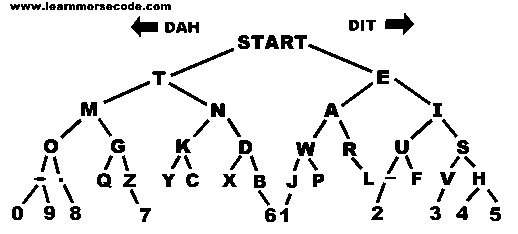 www.learnmorsecode.com
DAH DIT
START
T E
M N A I
O G K D W R U S
Q Z Y C X B J P L F V H
0 9 8 7 6 1 2 3 4 5